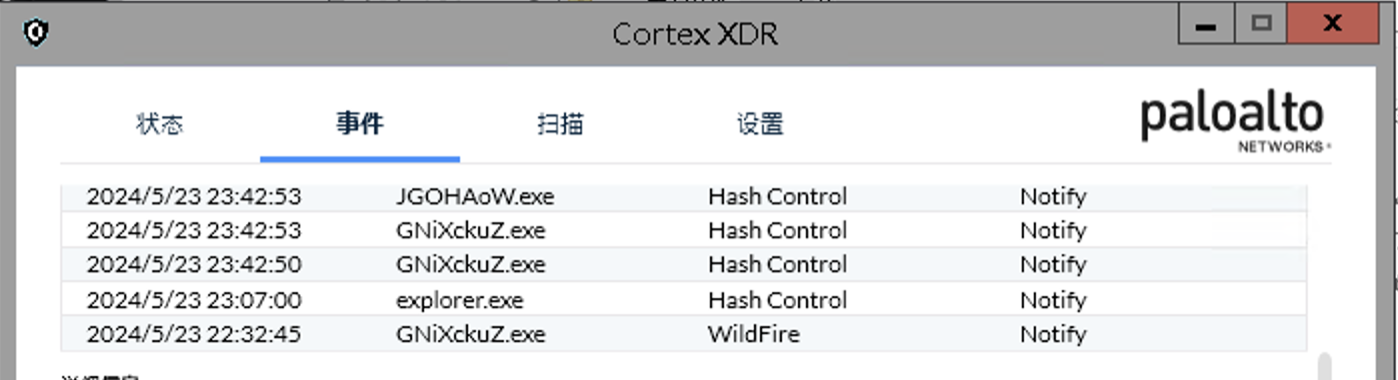 Cortex XDR
状态 事件 扫描 设置
paloalto
NETWORKS
2024/5/23 23:42:53 JGOHAoW.exe Hash Control Notify
2024/5/23 23:42:53 GNiXckuZ.exe Hash Control Notify
2024/5/23 23:42:50 GNiXckuZ.exe Hash Control Notify
2024/5/23 23:07:00 explorer.exe Hash Control Notify
2024/5/23 22:32:45 GNiXckuZ.exe WildFire Notify